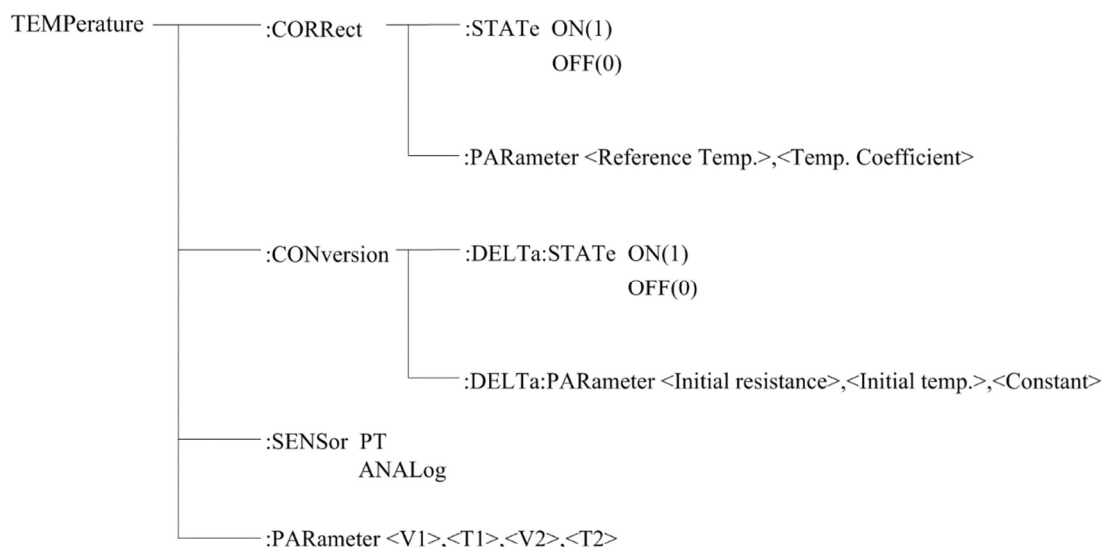 TEMPerature :CORRect :STATe ON(1)
OFF(0)
:PARameter <Reference Temp.>,<Temp. Coefficient>
:CONversion :DELTa:STATe ON(1)
OFF(0)
:DELTa:PARameter <Initial resistance>,<Initial temp.>,<Constant>
:SENSor PT
ANALog
:PARameter <V1>,<T1>,<V2>,<T2>